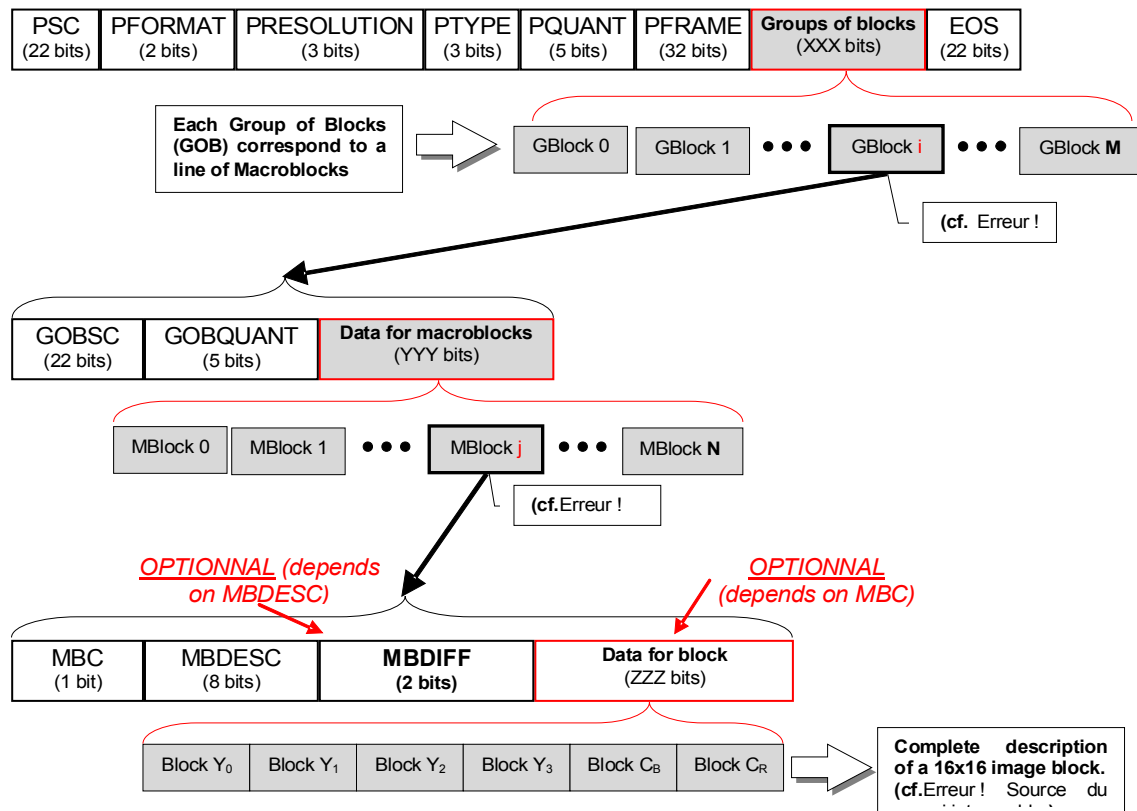 PSC PFORMAT PRESOLUTION PTYPE PQUANT PFRAME Groups of blocks EOS
(22 bits) (2 bits) (3 bits) (3 bits) (5 bits) (32 bits) (XXX bits) (22 bits)
Each Group of Blocks
(GOB) correspond to a
line of Macroblocks
GBlock 0 GBlock 1 ••• GBlock i ••• GBlock M
(cf. Erreur !
GOBSC GOBQUANT Data for macroblocks
(22 bits) (5 bits) (YYY bits)
MBlock 0 MBlock 1 ••• MBlock j ••• MBlock N
(cf.Erreur !
OPTIONNAL (depends
on MBDESC)
OPTIONNAL
(depends on MBC)
MBC MBDESC MBDIFF Data for block
(1 bit) (8 bits) (2 bits) (ZZZ bits)
Block Y0 Block Y1 Block Y2 Block Y3 Block CB Block CR
Complete description
of a 16x16 image block.
(cf.Erreur ! Source du